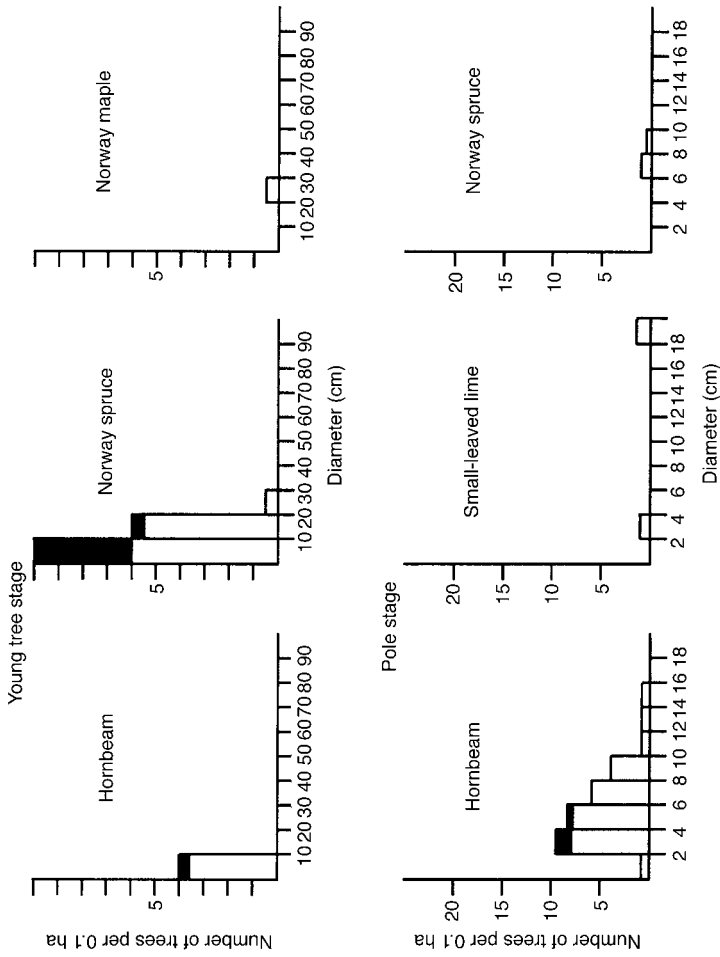 Young tree stage
Number of trees per 0.1 ha
5
Hornbeam
10 20 30 40 50 60 70 80 90
5
Norway spruce
10 20 30 40 50 60 70 80 90
Diameter (cm)
5
Norway maple
10 20 30 40 50 60 70 80 90
Pole stage
Number of trees per 0.1 ha
20
15
10
5
Hornbeam
2 4 6 8 10 12 14 16 18
20
15
10
5
Small-leaved lime
2 4 6 8 10 12 14 16 18
Diameter (cm)
20
15
10
5
Norway spruce
2 4 6 8 10 12 14 16 18